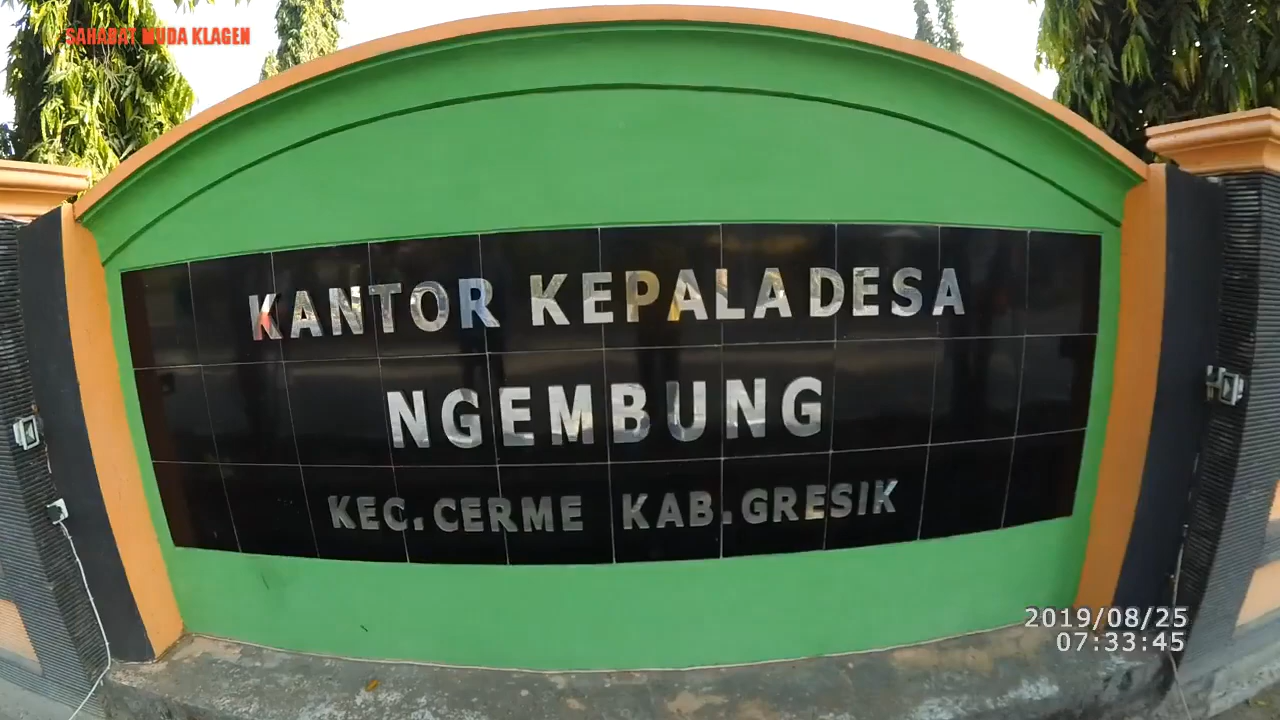 SAHABAT MUDA KLAGEN
KANTOR KEPALA DESA
NGEMBUNG
KEC.CERME KAB.GRESIK
2019/08/25
07:33:45